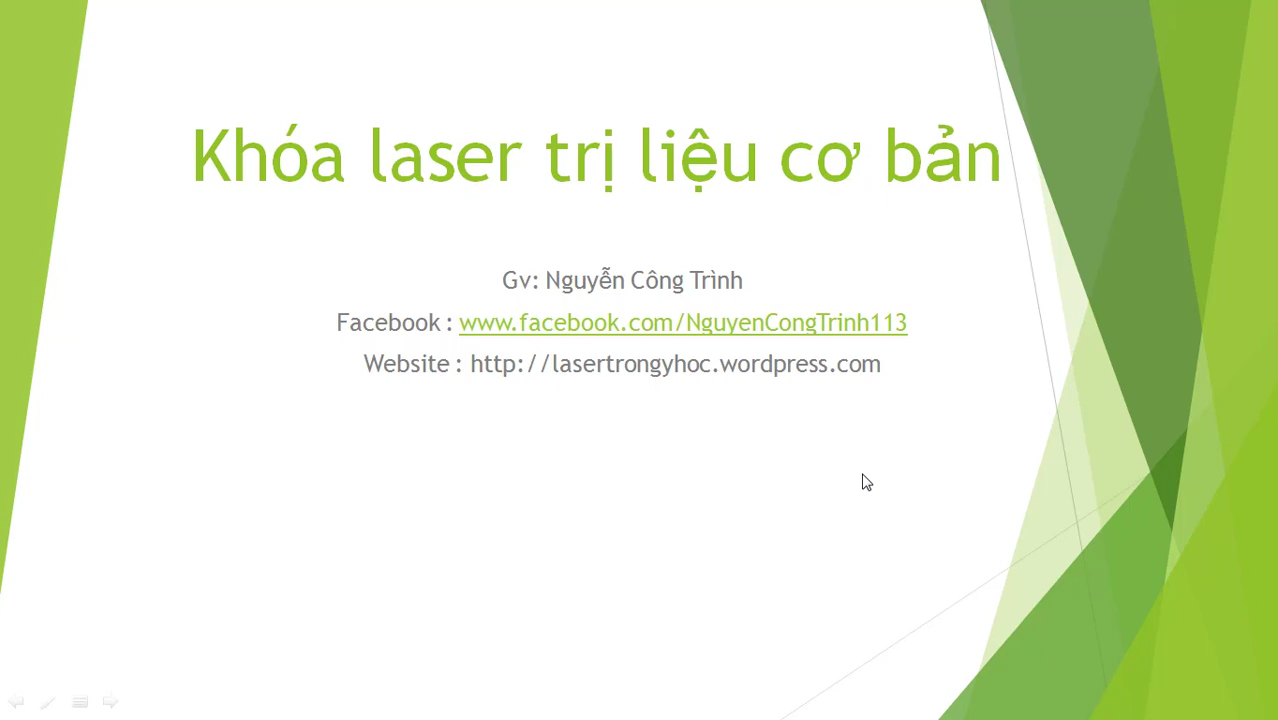 Khóa laser trị liệu cơ bản
Gv: Nguyễn Công Trình
Facebook : www.facebook.com/NguyenCongTrinh113
Website : http://lasertrongyhoc.wordpress.com